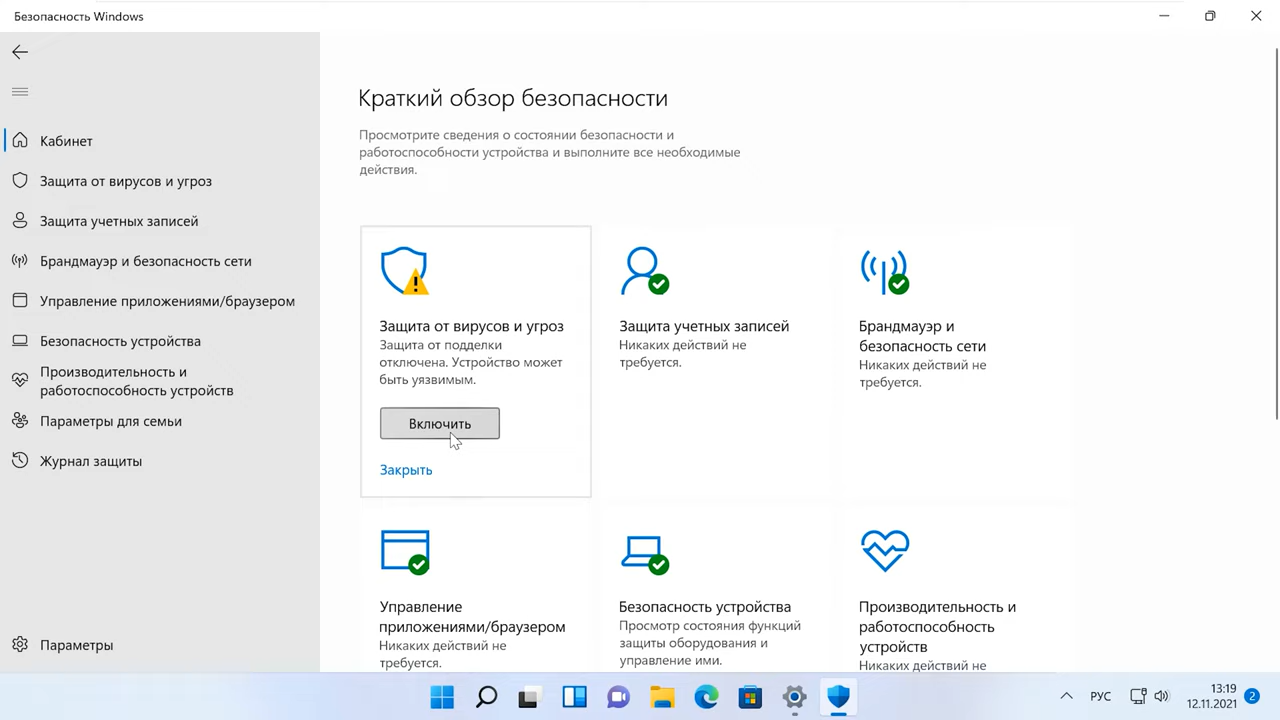 Безопасность Windows
Кабинет
Защита от вирусов и угроз
Защита учетных записей
Брандмауэр и безопасность сети
Управление приложениями/браузером
Безопасность устройства
Производительность и
работоспособность устройств
Параметры для семьи
Журнал защиты
Параметры
Краткий обзор безопасности
Просмотрите сведения о состоянии безопасности и
работоспособности устройства и выполните все необходимые
действия.
Защита от вирусов и угроз
Защита от подделки
отключена. Устройство может
быть уязвимым.
Включить
Закрыть
Защита учетных записей
Никаких действий не
требуется.
Брандмауэр и
безопасность сети
Никаких действий не
требуется.
Управление
приложениями/браузером
Никаких действий не
требуется.
Безопасность устройства
Просмотр состояния функций
защиты оборудования и
управление ими.
Производительность и
работоспособность
устройств
Никаких действий не
РУС
13:19
12.11.2021
2